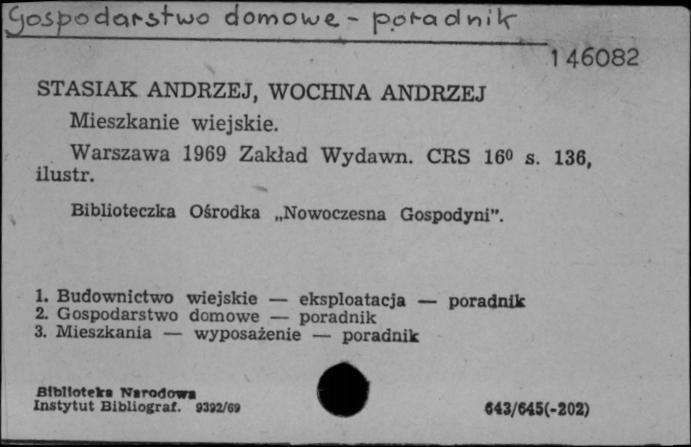 Gospodarstwo domowe - poradnik
146082
STASIAK ANDRZEJ, WOCHNA ANDRZEJ
Mieszkanie wiejskie.
Warszawa 1969 Zakład Wydawn. CRS 16⁰ s. 136,
ilustr.
Biblioteczka Ośrodka „Nowoczesna Gospodyni”.
1. Budownictwo wiejskie — eksploatacja — poradnik
2. Gospodarstwo domowe — poradnik
3. Mieszkania — wyposażenie — poradnik
Biblioteka Narodowa
Instytut Bibliograf. 9392/69
643/645(-202)